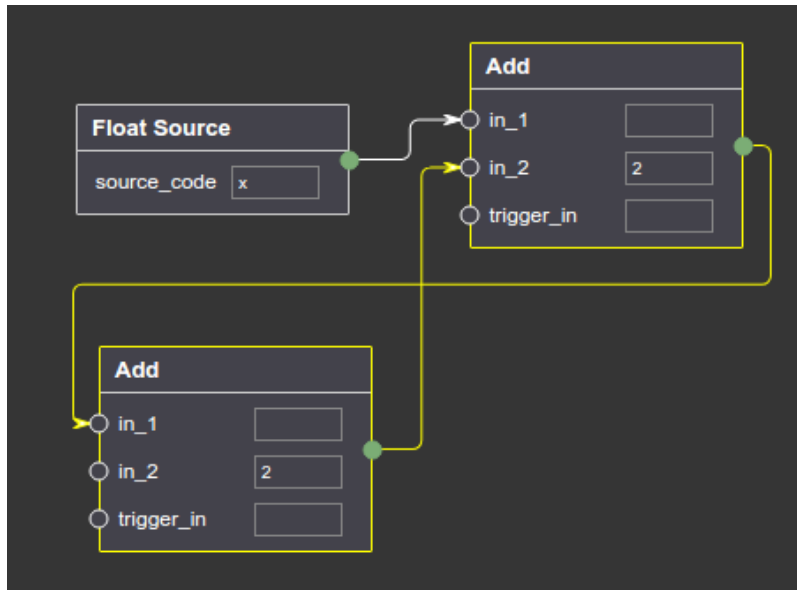 Float Source
source_code x
Add
in_1
in_2 2
trigger_in
Add
in_1
in_2 2
trigger_in